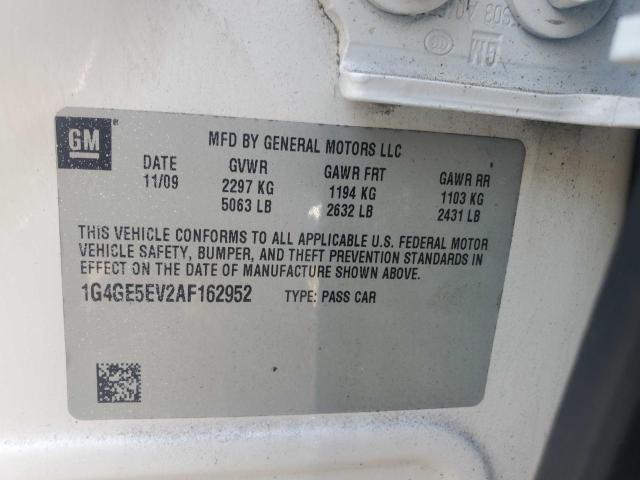 GM
MFD BY GENERAL MOTORS LLC
DATE GVWR GAWR FRT GAWR RR
11/09 2297 KG 1194 KG 1103 KG
5063 LB 2632 LB 2431 LB
THIS VEHICLE CONFORMS TO ALL APPLICABLE U.S. FEDERAL MOTOR
VEHICLE SAFETY, BUMPER, AND THEFT PREVENTION STANDARDS IN
EFFECT ON THE DATE OF MANUFACTURE SHOWN ABOVE.
1G4GE5EV2AF162952 TYPE: PASS CAR
GM